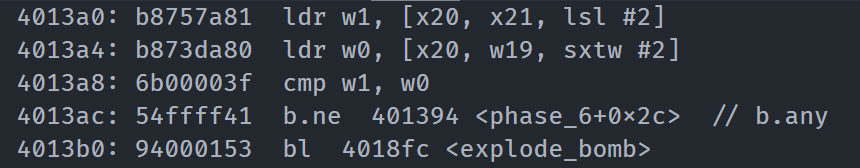 4013a0: b8757a81 ldr w1, [x20, x21, lsl #2]
4013a4: b873da80 ldr w0, [x20, w19, sxtw #2]
4013a8: 6b00003f cmp w1, w0
4013ac: 54ffff41 b.ne 401394 <phase_6+0×2c> // b.any
4013b0: 94000153 bl 4018fc <explode_bomb>